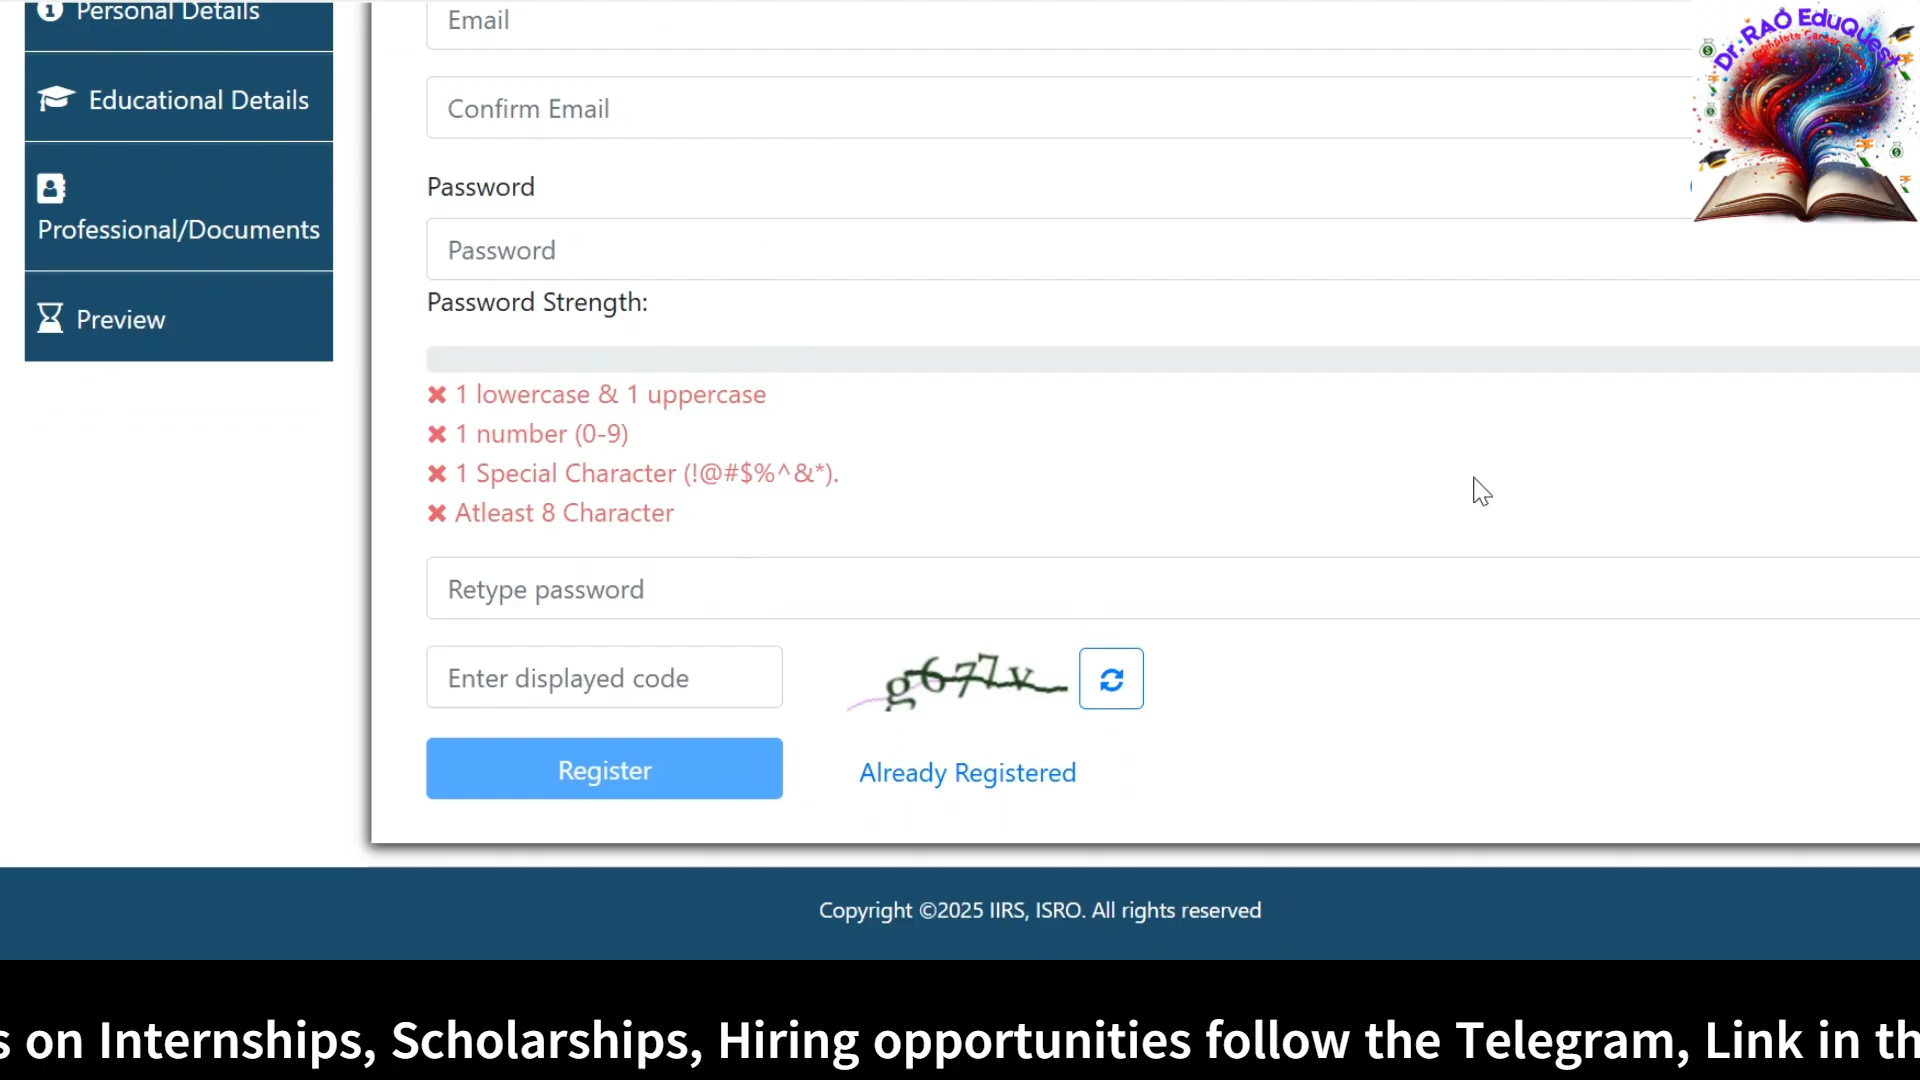 Personal Details
Email
Dr. RAO EduQuest
Educational Details
Confirm Email
Password
Professional/Documents
Password
Password Strength:
Preview
1 lowercase & 1 uppercase
1 number (0-9)
1 Special Character (!@#$%^&*).
Atleast 8 Character
Retype password
Enter displayed code
g677v
Register
Already Registered
Copyright ©2025 IIRS, ISRO. All rights reserved
s on Internships, Scholarships, Hiring opportunities follow the Telegram, Link in th